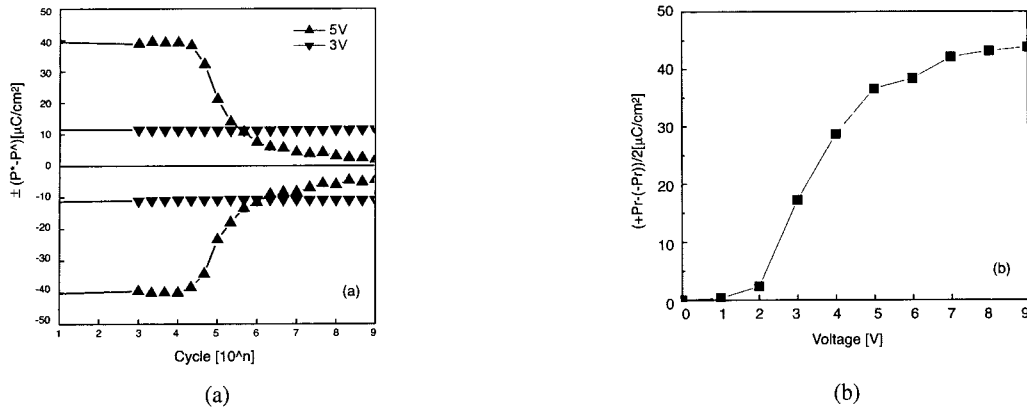 50
40
30
20
10
0
-10
-20
-30
-40
-50
± (P*-P^)[µC/cm²]
5V
3V
(a)
1 2 3 4 5 6 7 8 9
Cycle [10^n]
(a)
50
40
30
20
10
0
(+Pr-(-Pr))/2[µC/cm²]
(b)
0 1 2 3 4 5 6 7 8 9
Voltage [V]
(b)